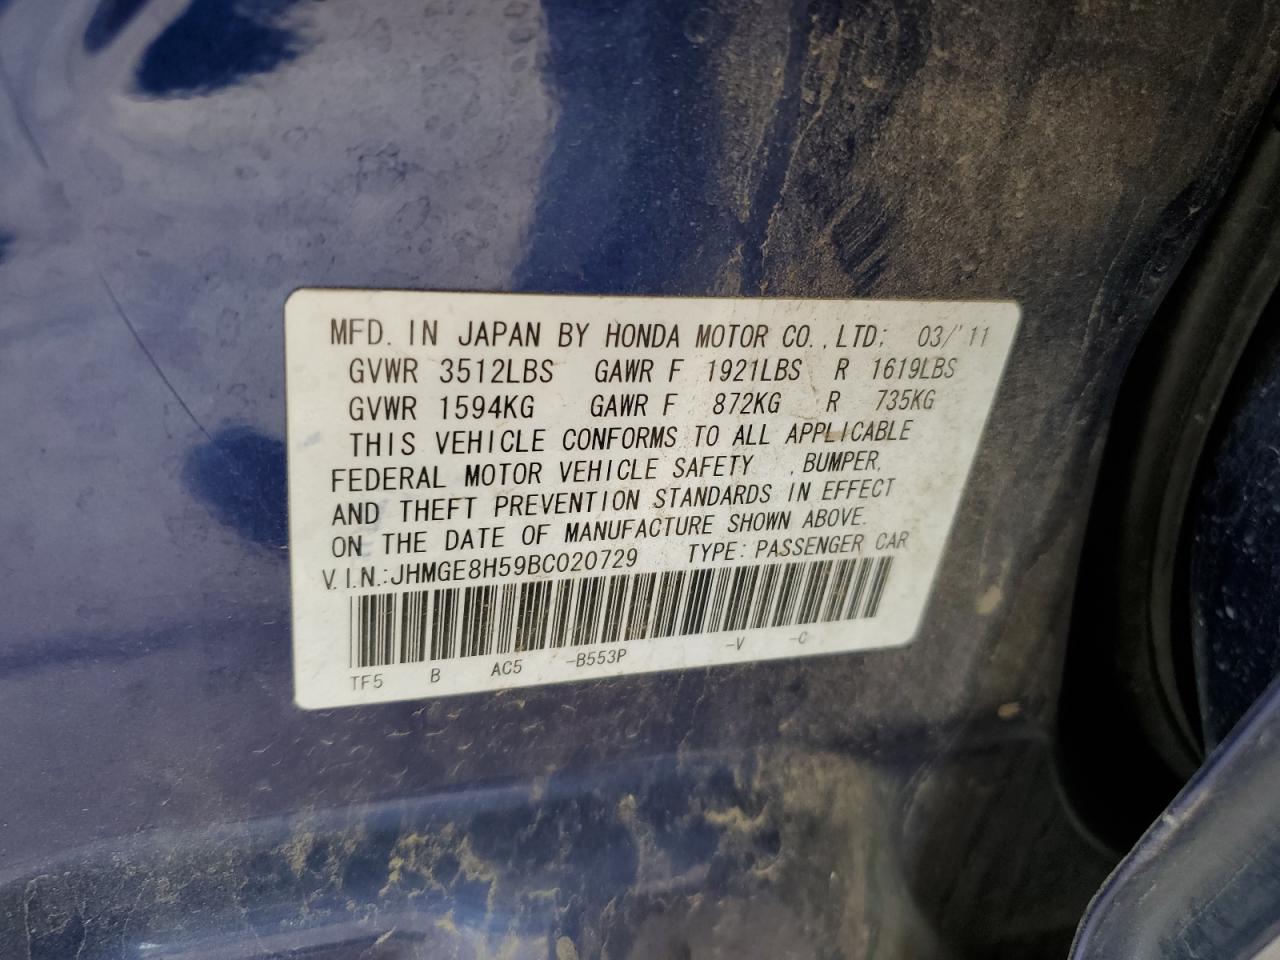 MFD. IN JAPAN BY HONDA MOTOR CO., LTD; 03/'11
GVWR 3512LBS GAWR F 1921LBS R 1619LBS
GVWR 1594KG GAWR F 872KG R 735KG
THIS VEHICLE CONFORMS TO ALL APPLICABLE
FEDERAL MOTOR VEHICLE SAFETY , BUMPER,
AND THEFT PREVENTION STANDARDS IN EFFECT
ON THE DATE OF MANUFACTURE SHOWN ABOVE.
V.I.N.:JHMGE8H59BC020729 TYPE: PASSENGER CAR
TF5 B AC5 -B553P -V -C